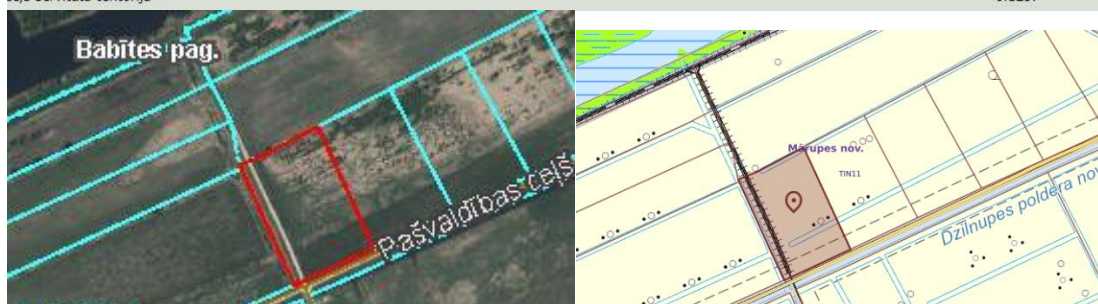 Babītes pag.
Pašvaldības ceļš
Mārupes nov.
TIN11
Dzilnupes poldera nov